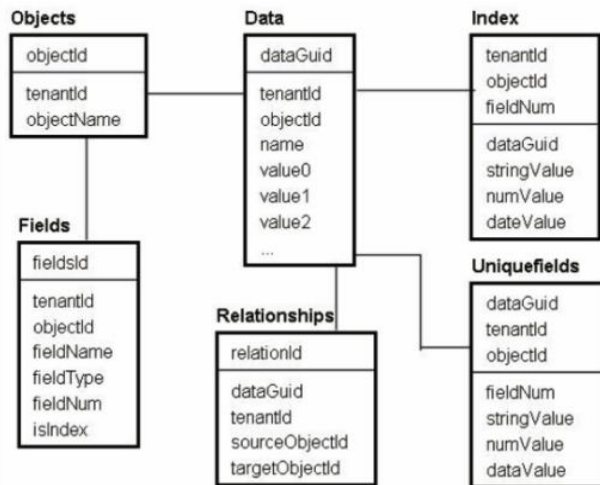 Objects
objectId
tenantId
objectName
Data
dataGuid
tenantId
objectId
name
value0
value1
value2
...
Index
tenantId
objectId
fieldNum
dataGuid
stringValue
numValue
dateValue
Fields
fieldsId
tenantId
objectId
fieldName
fieldType
fieldNum
isIndex
Relationships
relationId
dataGuid
tenantId
sourceObjectId
targetObjectId
Uniquefields
dataGuid
tenantId
objectId
fieldNum
stringValue
numValue
dataValue